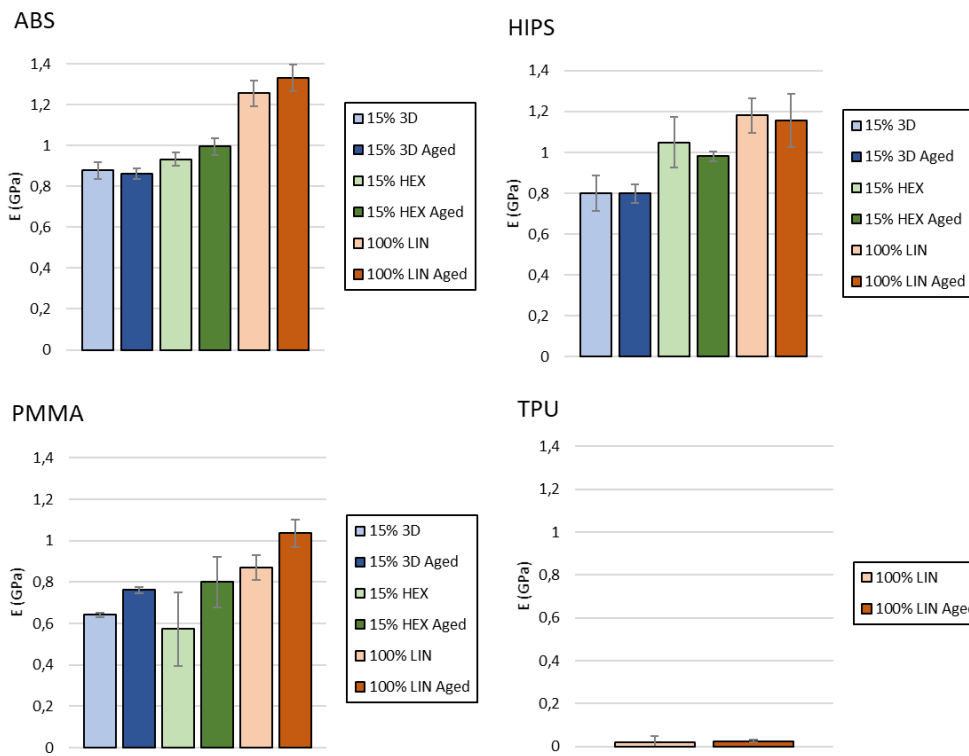 ABS
1,4
1,2
1
0,8
0,6
0,4
0,2
0
E (GPa)
15% 3D
15% 3D Aged
15% HEX
15% HEX Aged
100% LIN
100% LIN Aged
HIPS
1,4
1,2
1
0,8
0,6
0,4
0,2
0
E (GPa)
15% 3D
15% 3D Aged
15% HEX
15% HEX Aged
100% LIN
100% LIN Aged
PMMA
1,4
1,2
1
0,8
0,6
0,4
0,2
0
E (GPa)
15% 3D
15% 3D Aged
15% HEX
15% HEX Aged
100% LIN
100% LIN Aged
TPU
1,4
1,2
1
0,8
0,6
0,4
0,2
0
E (GPa)
100% LIN
100% LIN Aged